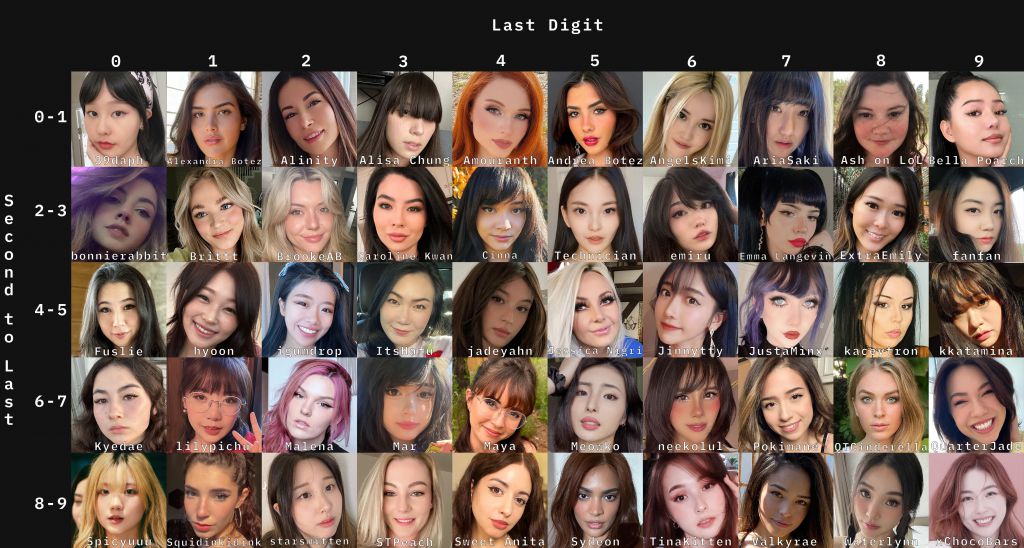 Last Digit
0 1 2 3 4 5 6 7 8 9
0-1
39daph Alexandra Botez Alinity Alisa Chung Amouranth Andrea Botez AngelsKimi AriaSaki Ash on LoL Bella Poarch
Second to Last
2-3
bonnierabbit Brittt BrookeAB Caroline Kwan Cinna Technician emiru Emma Langevin ExtraEmily fanfan
4-5
Fuslie hyoon igumdrop ItsHafu jadeyahn Jessica Nigri Jinnytty JustaMinx kaceytron kkatamina
6-7
Kyedae lilypichu Malena Mar Maya Meowko neekolul Pokimane QTCinderella QuarterJade
8-9
Spicyuuu Squidinkidink starsmitten STPeach Sweet Anita Sydeon TinaKitten Valkyrae Waterlynn xChocoBars